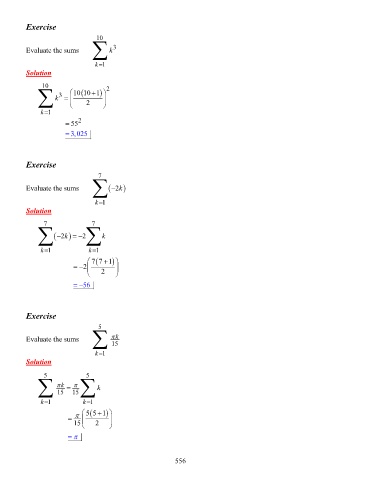 Exercise
Evaluate the sums \sum_{k=1}^{10} k^3
Solution
\sum_{k=1}^{10} k^3 = \left( \frac{10(10+1)}{2} \right)^2
= 55^2
= 3,025 |
Exercise
Evaluate the sums \sum_{k=1}^{7} (-2k)
Solution
\sum_{k=1}^{7} (-2k) = -2 \sum_{k=1}^{7} k
= -2 \left( \frac{7(7+1)}{2} \right)
= -56 |
Exercise
Evaluate the sums \sum_{k=1}^{5} \frac{\pi k}{15}
Solution
\sum_{k=1}^{5} \frac{\pi k}{15} = \frac{\pi}{15} \sum_{k=1}^{5} k
= \frac{\pi}{15} \left( \frac{5(5+1)}{2} \right)
= \pi |
556